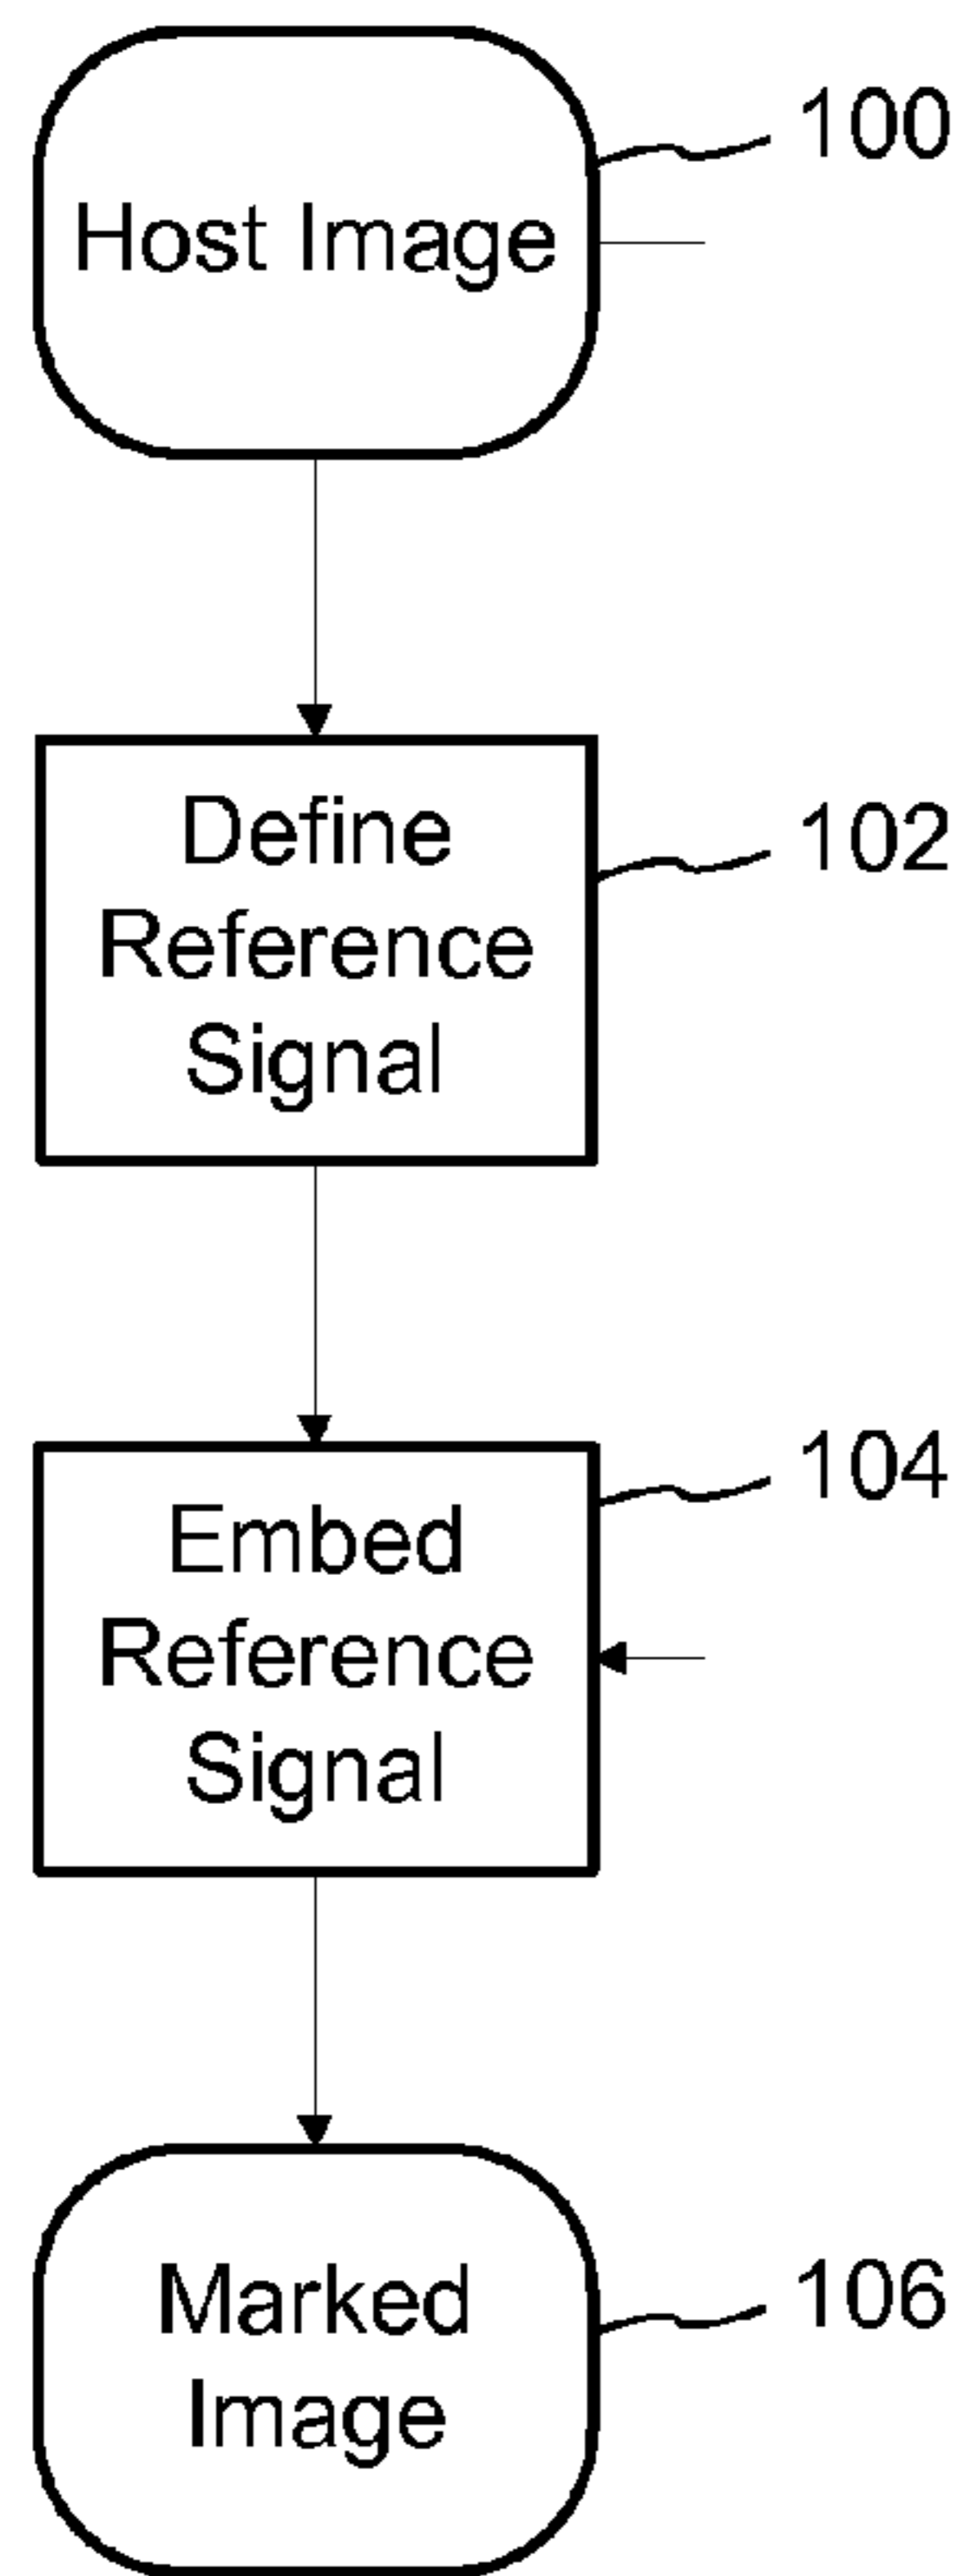 100
Host Image
102
Define
Reference
Signal
104
Embed
Reference
Signal
106
Marked
Image